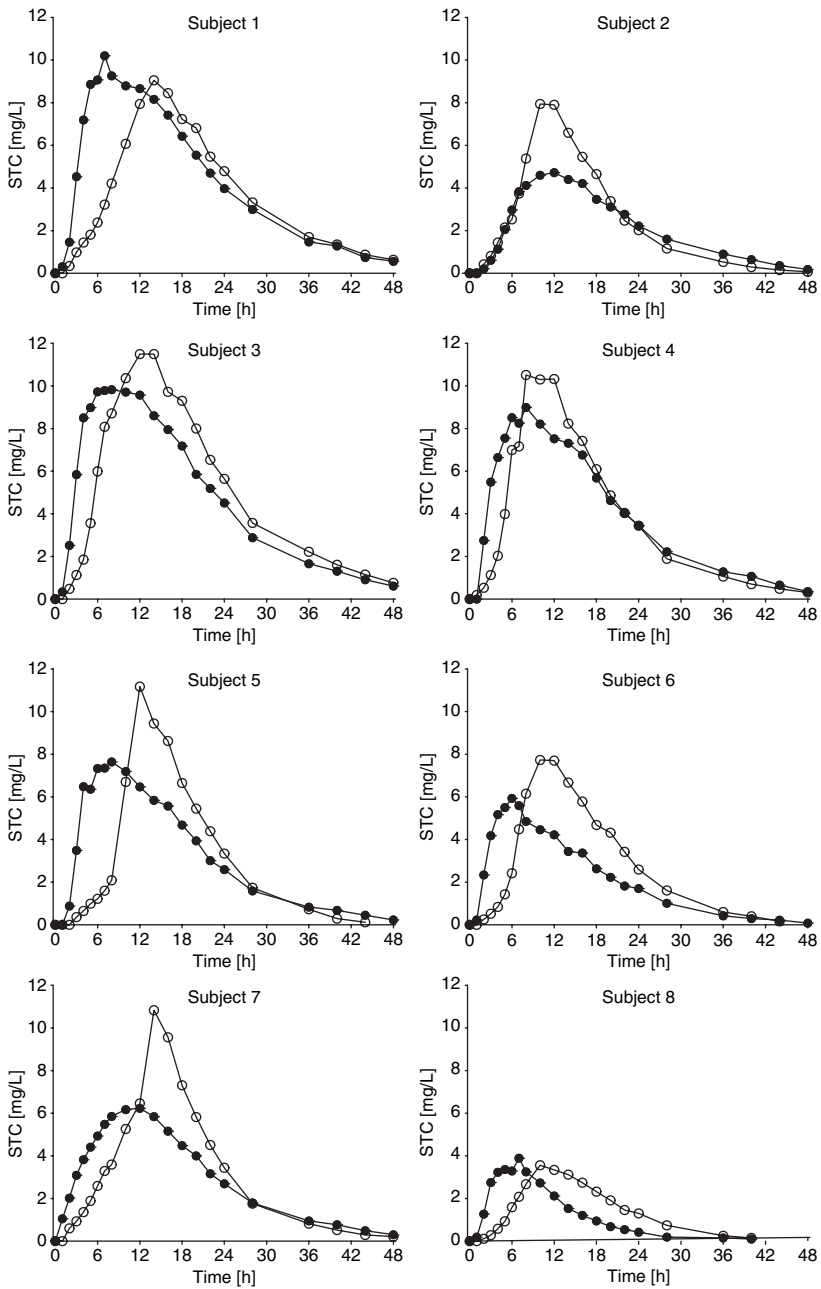 Subject 1
STC [mg/L]
12
10
8
6
4
2
0
0 6 12 18 24 30 36 42 48
Time [h]
Subject 2
STC [mg/L]
12
10
8
6
4
2
0
0 6 12 18 24 30 36 42 48
Time [h]
Subject 3
STC [mg/L]
12
10
8
6
4
2
0
0 6 12 18 24 30 36 42 48
Time [h]
Subject 4
STC [mg/L]
12
10
8
6
4
2
0
0 6 12 18 24 30 36 42 48
Time [h]
Subject 5
STC [mg/L]
12
10
8
6
4
2
0
0 6 12 18 24 30 36 42 48
Time [h]
Subject 6
STC [mg/L]
12
10
8
6
4
2
0
0 6 12 18 24 30 36 42 48
Time [h]
Subject 7
STC [mg/L]
12
10
8
6
4
2
0
0 6 12 18 24 30 36 42 48
Time [h]
Subject 8
STC [mg/L]
12
10
8
6
4
2
0
0 6 12 18 24 30 36 42 48
Time [h]